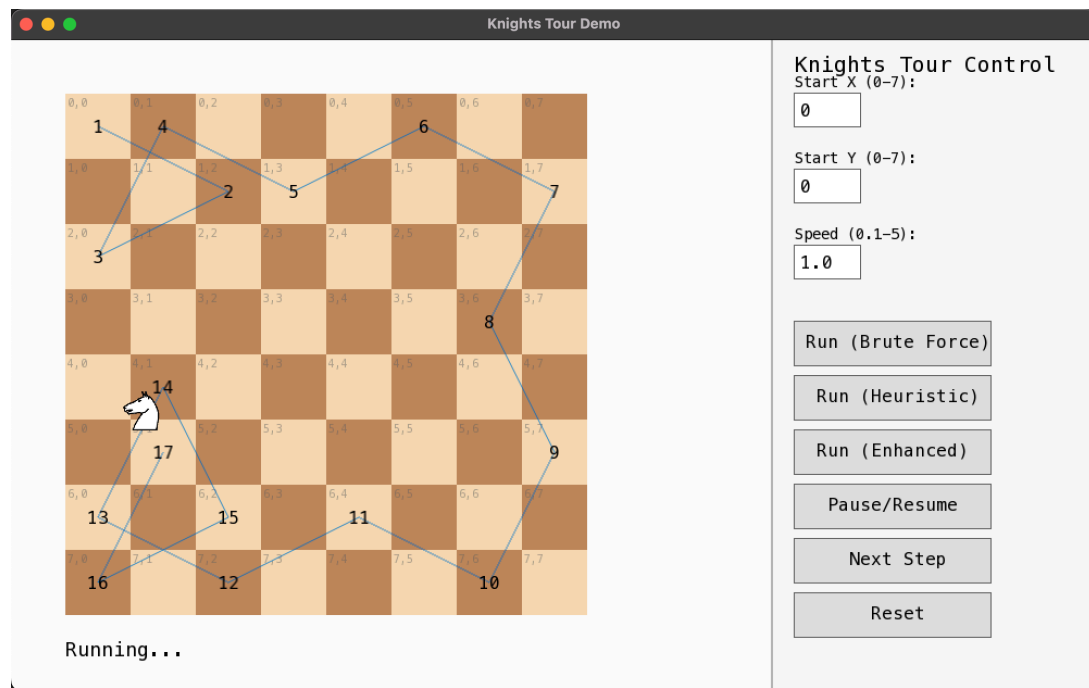 Knights Tour Demo
Knights Tour Control
Start X (0-7):
0
Start Y (0-7):
0
Speed (0.1-5):
1.0
Run (Brute Force)
Run (Heuristic)
Run (Enhanced)
Pause/Resume
Next Step
Reset
0,0 0,1 0,2 0,4 0,5 0,7
1 4 6
1,0 1,1 1,2 1,3 1,4 1,5 1,6 1,7
2 5 7
2,0 2,1 2,2 2,3 2,4 2,5 2,6 2,7
3
3,0 3,1 3,2 3,3 3,4 3,5 3,6 3,7
8
4,0 4,1 4,2 4,3 4,4 4,5 4,6 4,7
14
5,0 5,2 5,3 5,4 5,5 5,6 5,7
17 9
6,0 6,1 6,2 6,3 6,4 6,5 6,6 6,7
13 15 11
7,0 7,1 7,2 7,3 7,4 7,5 7,6 7,7
16 12 10
Running...